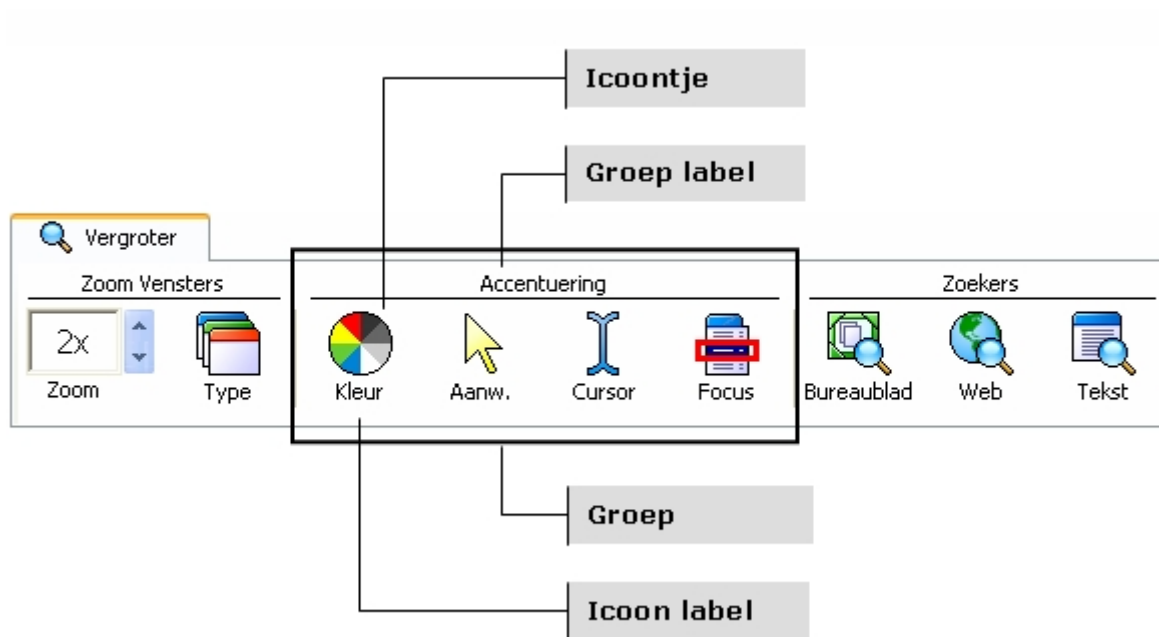 Icoontje
Groep label
Vergroter
Zoom Vensters
Accentuering
Zoekers
2x
Zoom
Type
Kleur
Aanw.
Cursor
Focus
Bureaublad
Web
Tekst
Groep
Icoon label